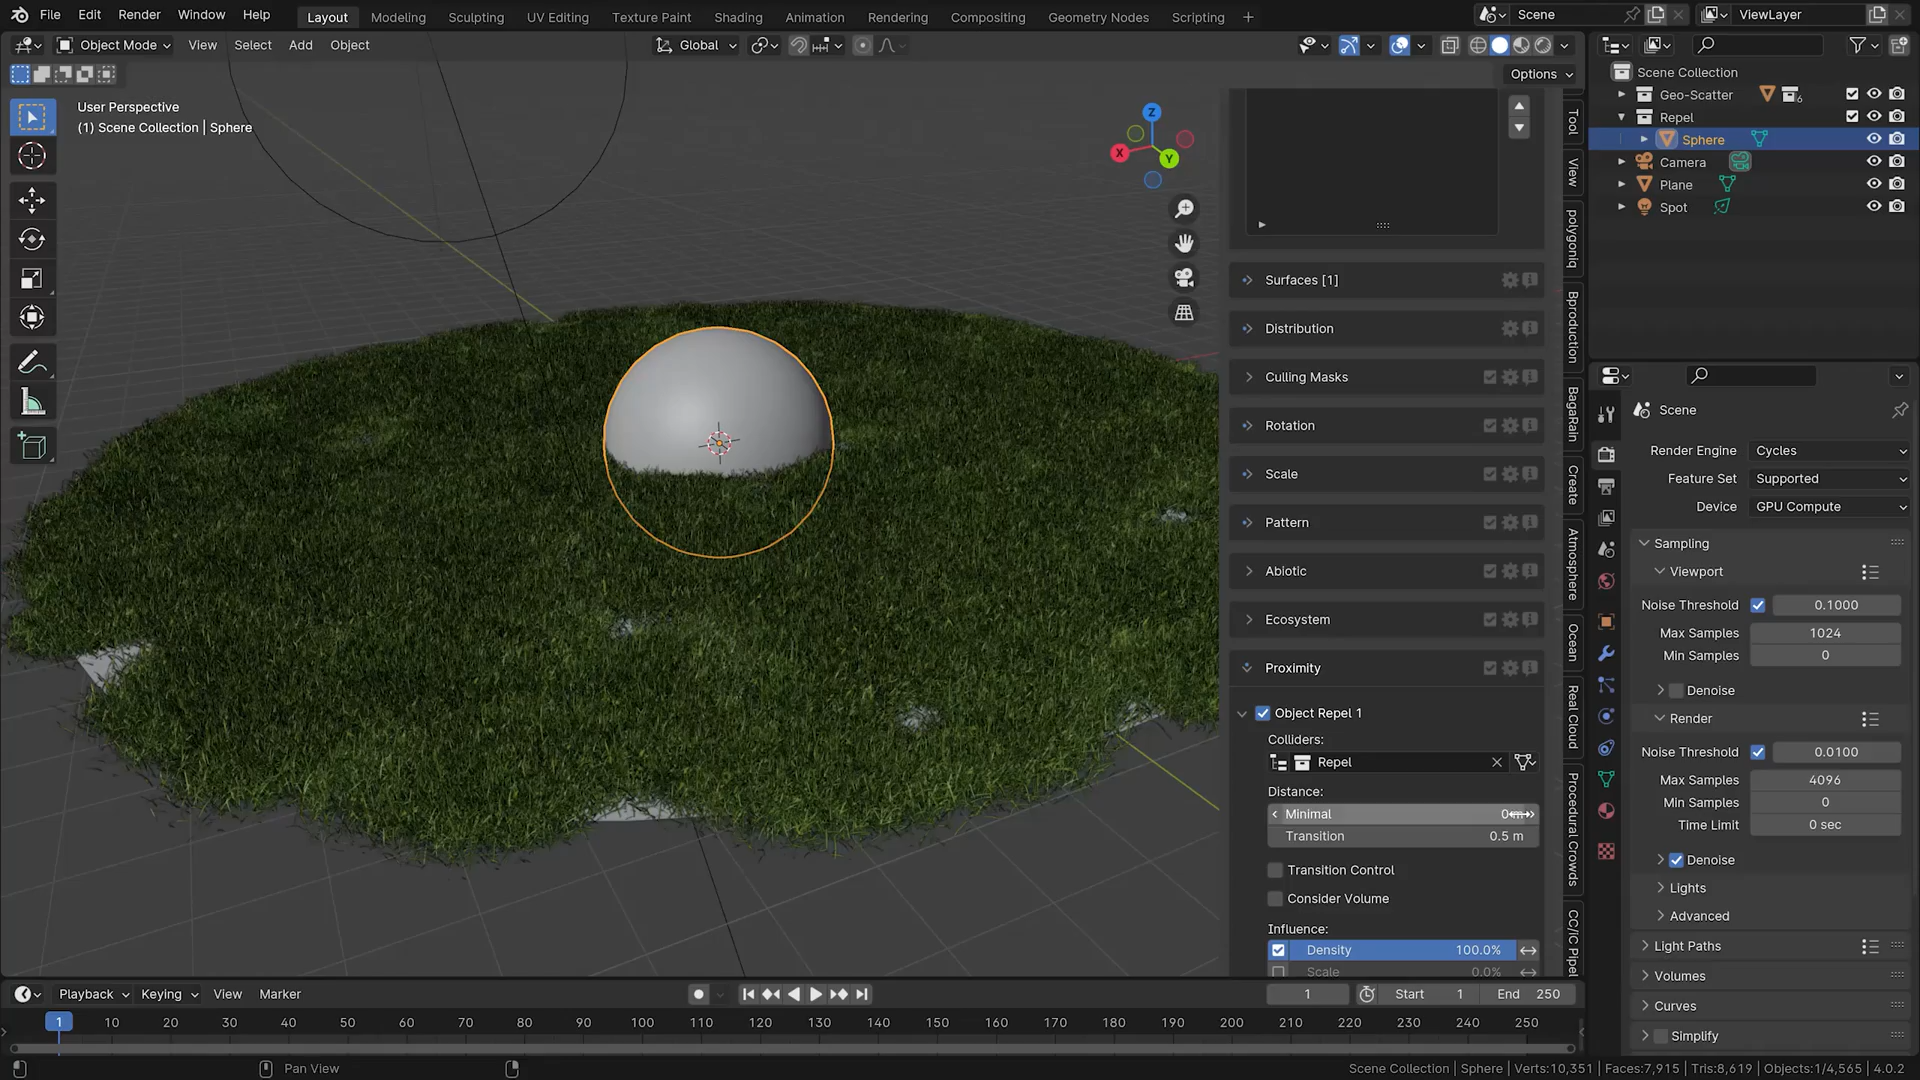 File Edit Render Window Help Layout Modeling Sculpting UV Editing Texture Paint Shading Animation Rendering Compositing Geometry Nodes Scripting + Scene ViewLayer
Object Mode View Select Add Object Global
Options
User Perspective
(1) Scene Collection | Sphere
Z
X
Y
Tool
View
polygoniq
Bproduction
BagaRain
Create
Atmosphere
Ocean
Real Cloud
Procedural Crowds
CC/iC Pipel
Surfaces [1]
Distribution
Culling Masks
Rotation
Scale
Pattern
Abiotic
Ecosystem
Proximity
Object Repel 1
Colliders:
Repel
Distance:
Minimal
Transition 0.5 m
Transition Control
Consider Volume
Influence:
Density 100.0%
Scale 0.0%
Scene Collection
Geo-Scatter 6
Repel
Sphere
Camera
Plane
Spot
Scene
Render Engine Cycles
Feature Set Supported
Device GPU Compute
Sampling
Viewport
Noise Threshold 0.1000
Max Samples 1024
Min Samples 0
Denoise
Render
Noise Threshold 0.0100
Max Samples 4096
Min Samples 0
Time Limit 0 sec
Denoise
Lights
Advanced
Light Paths
Volumes
Curves
Simplify
Playback Keying View Marker 1 Start 1 End 250
1 10 20 30 40 50 60 70 80 90 100 110 120 130 140 150 160 170 180 190 200 210 220 230 240 250
Pan View
Scene Collection | Sphere | Verts:10,351 | Faces:7,915 | Tris:8,619 | Objects:1/4,565 | 4.0.2